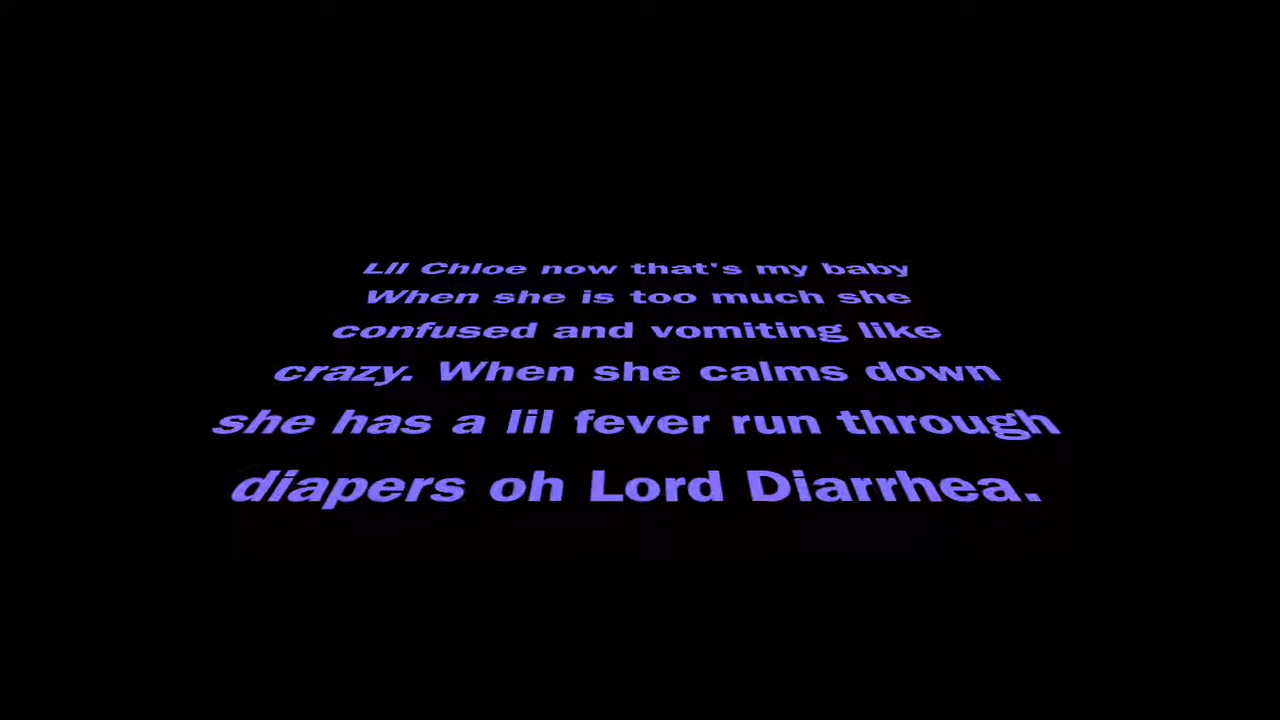 Lil Chloe now that's my baby
When she is too much she
confused and vomiting like
crazy. When she calms down
she has a lil fever run through
diapers oh Lord Diarrhea.